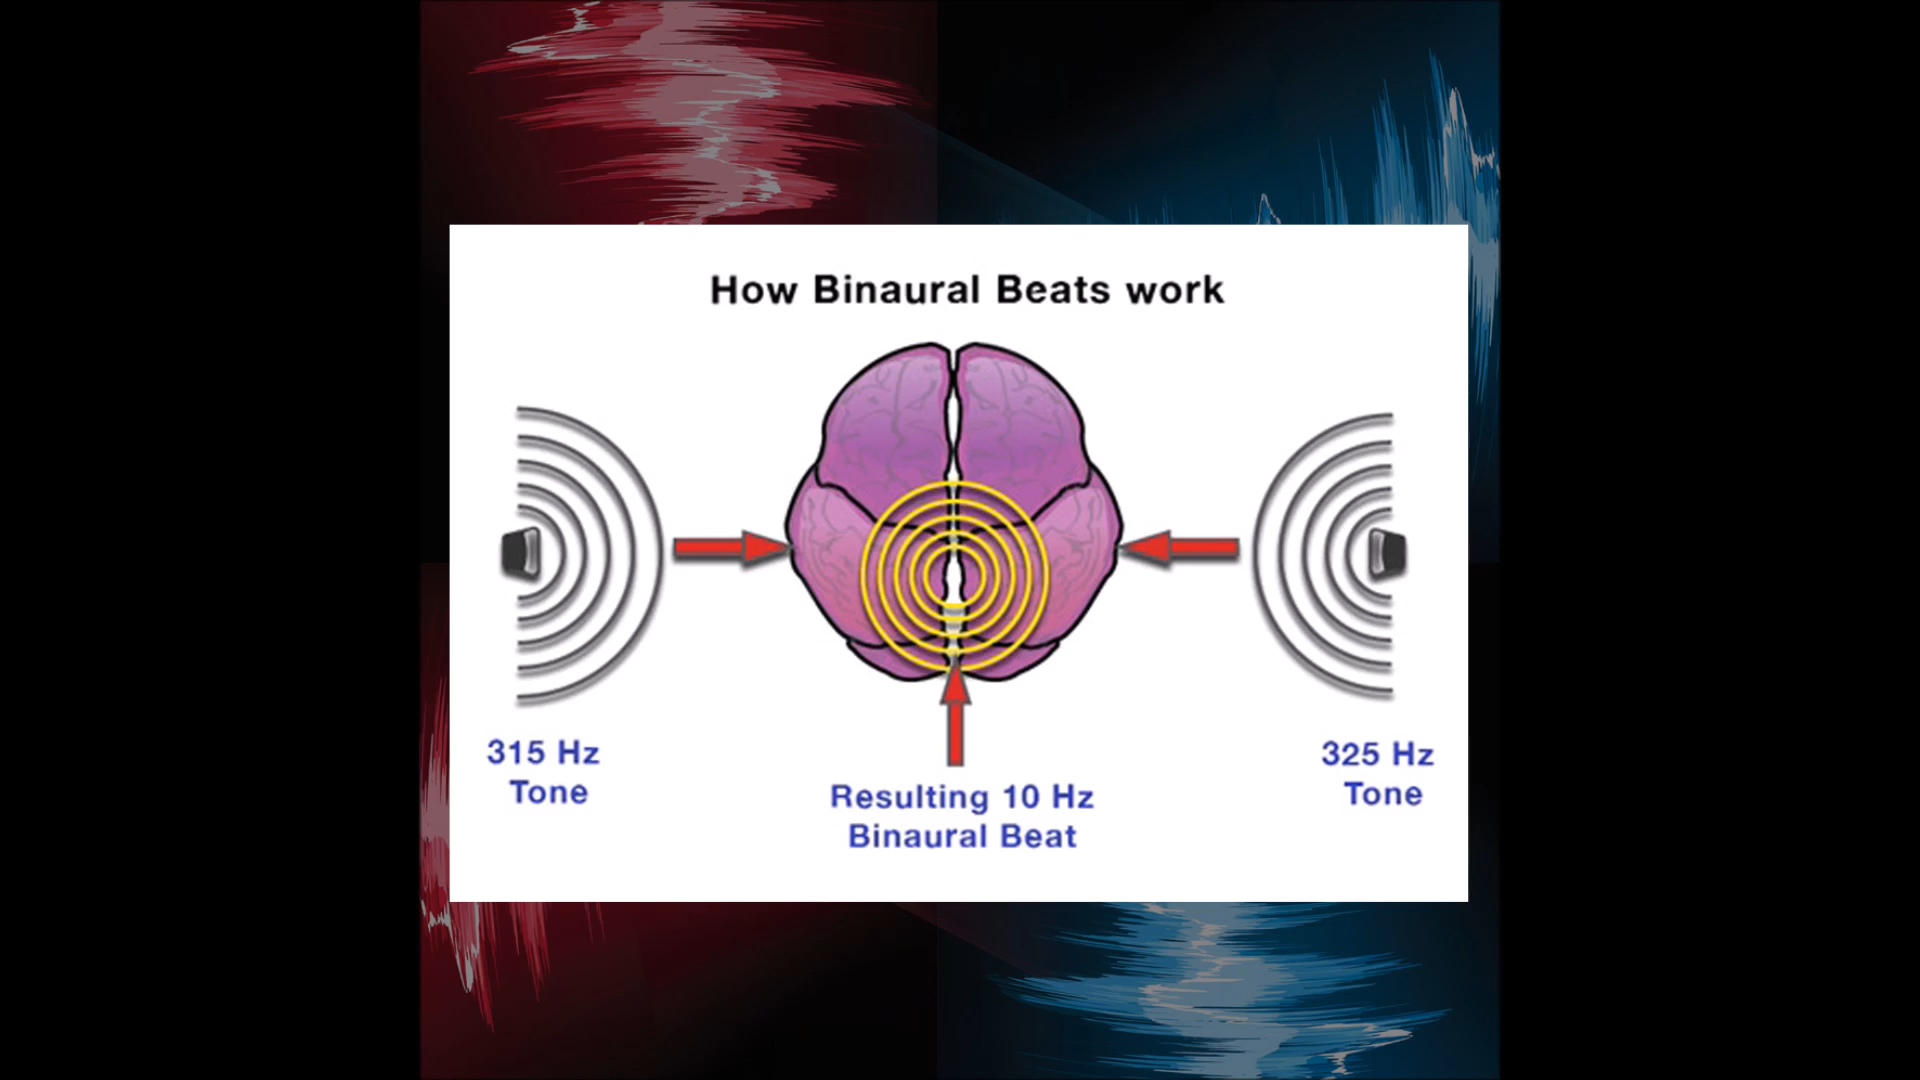 How Binaural Beats work
315 Hz
Tone
Resulting 10 Hz
Binaural Beat
325 Hz
Tone